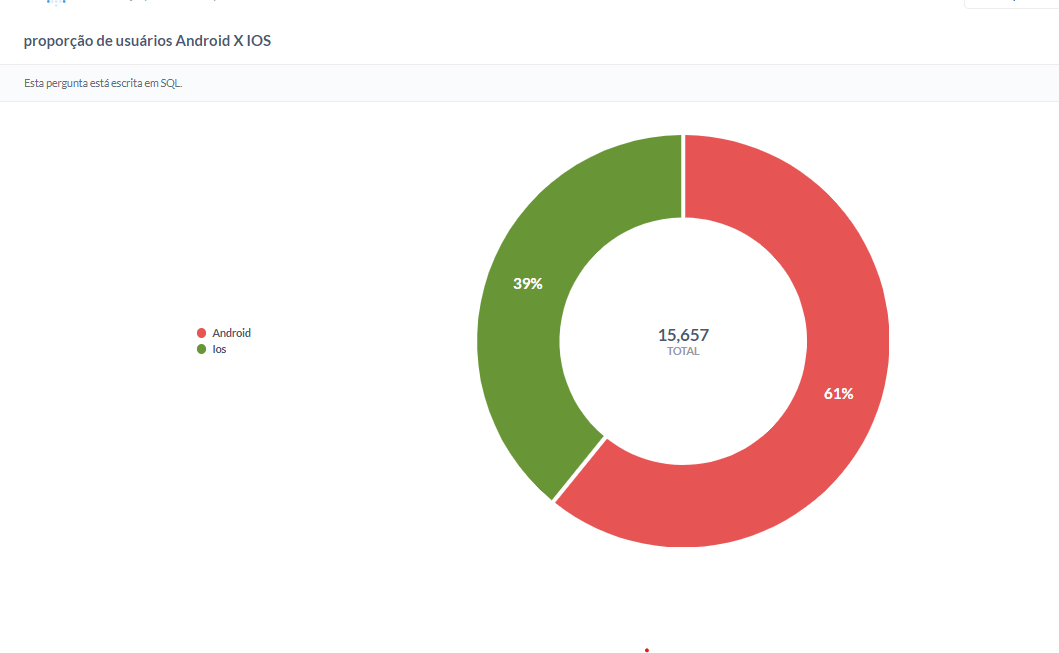 proporção de usuários Android X IOS
Esta pergunta está escrita em SQL.
39%
Android
Ios
15,657
TOTAL
61%